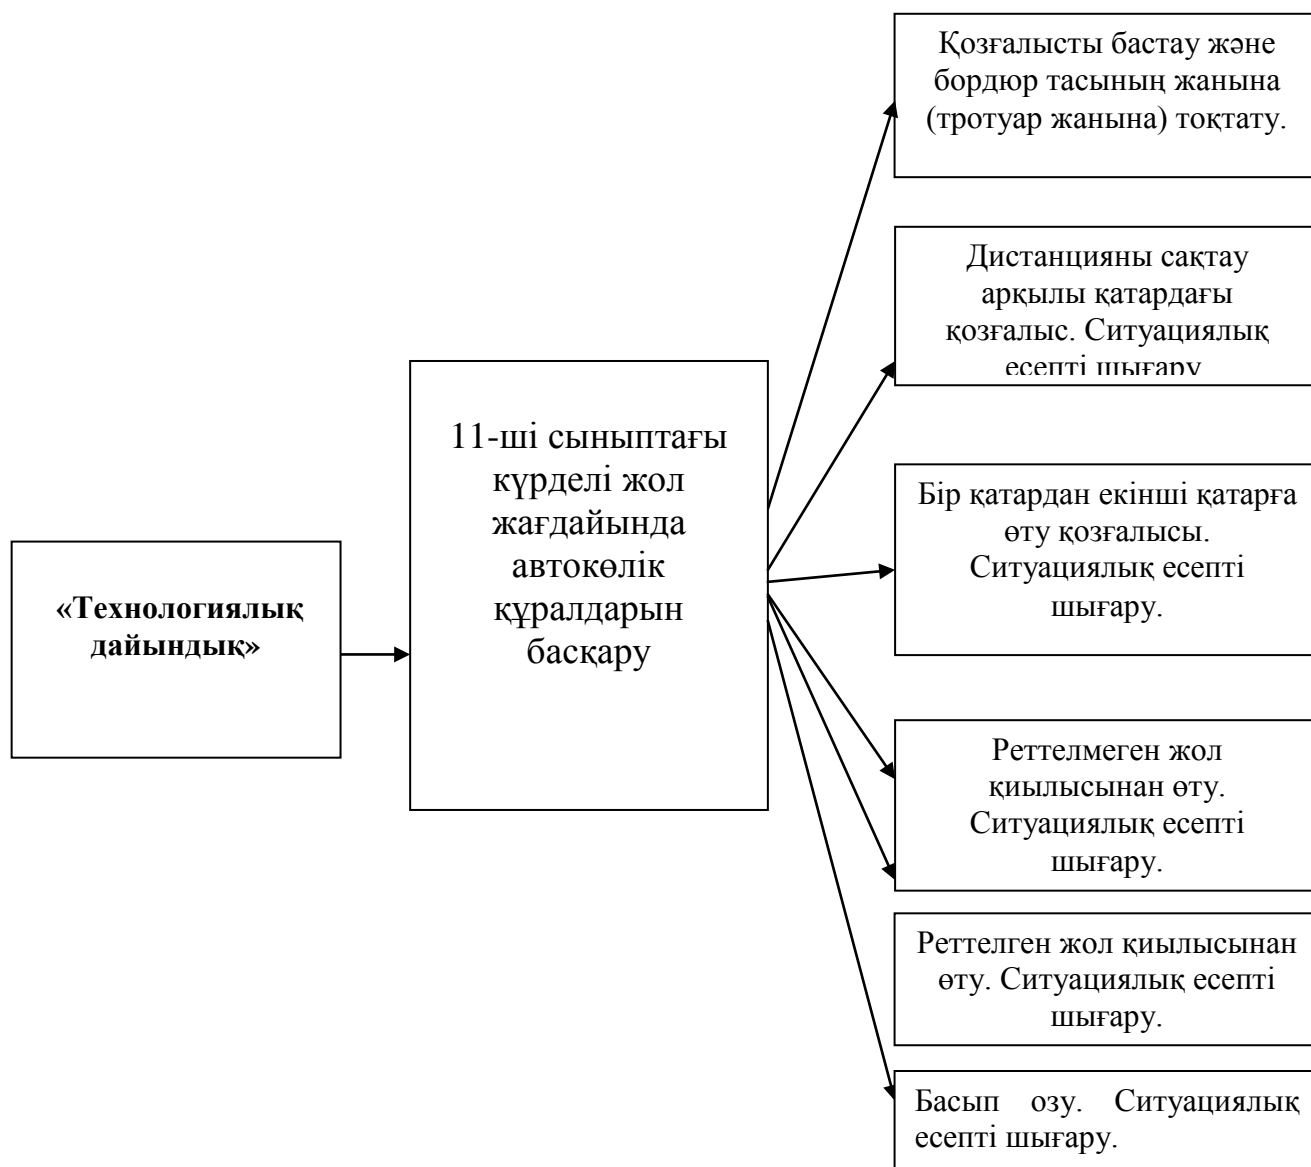 «Технологиялық
дайындық»
11-ші сыныптағы
күрделі жол
жағдайында
автокөлік
құралдарын
басқару
Қозғалысты бастау және
бордюр тасының жанына
(тротуар жанына) тоқтату.
Дистанцияны сақтау
арқылы қатардағы
қозғалыс. Ситуациялық
есепті шығару
Бір қатардан екінші қатарға
өту қозғалысы.
Ситуациялық есепті
шығару.
Реттелмеген жол
қиылысынан өту.
Ситуациялық есепті
шығару.
Реттелген жол қиылысынан
өту. Ситуациялық есепті
шығару.
Басып озу. Ситуациялық
есепті шығару.